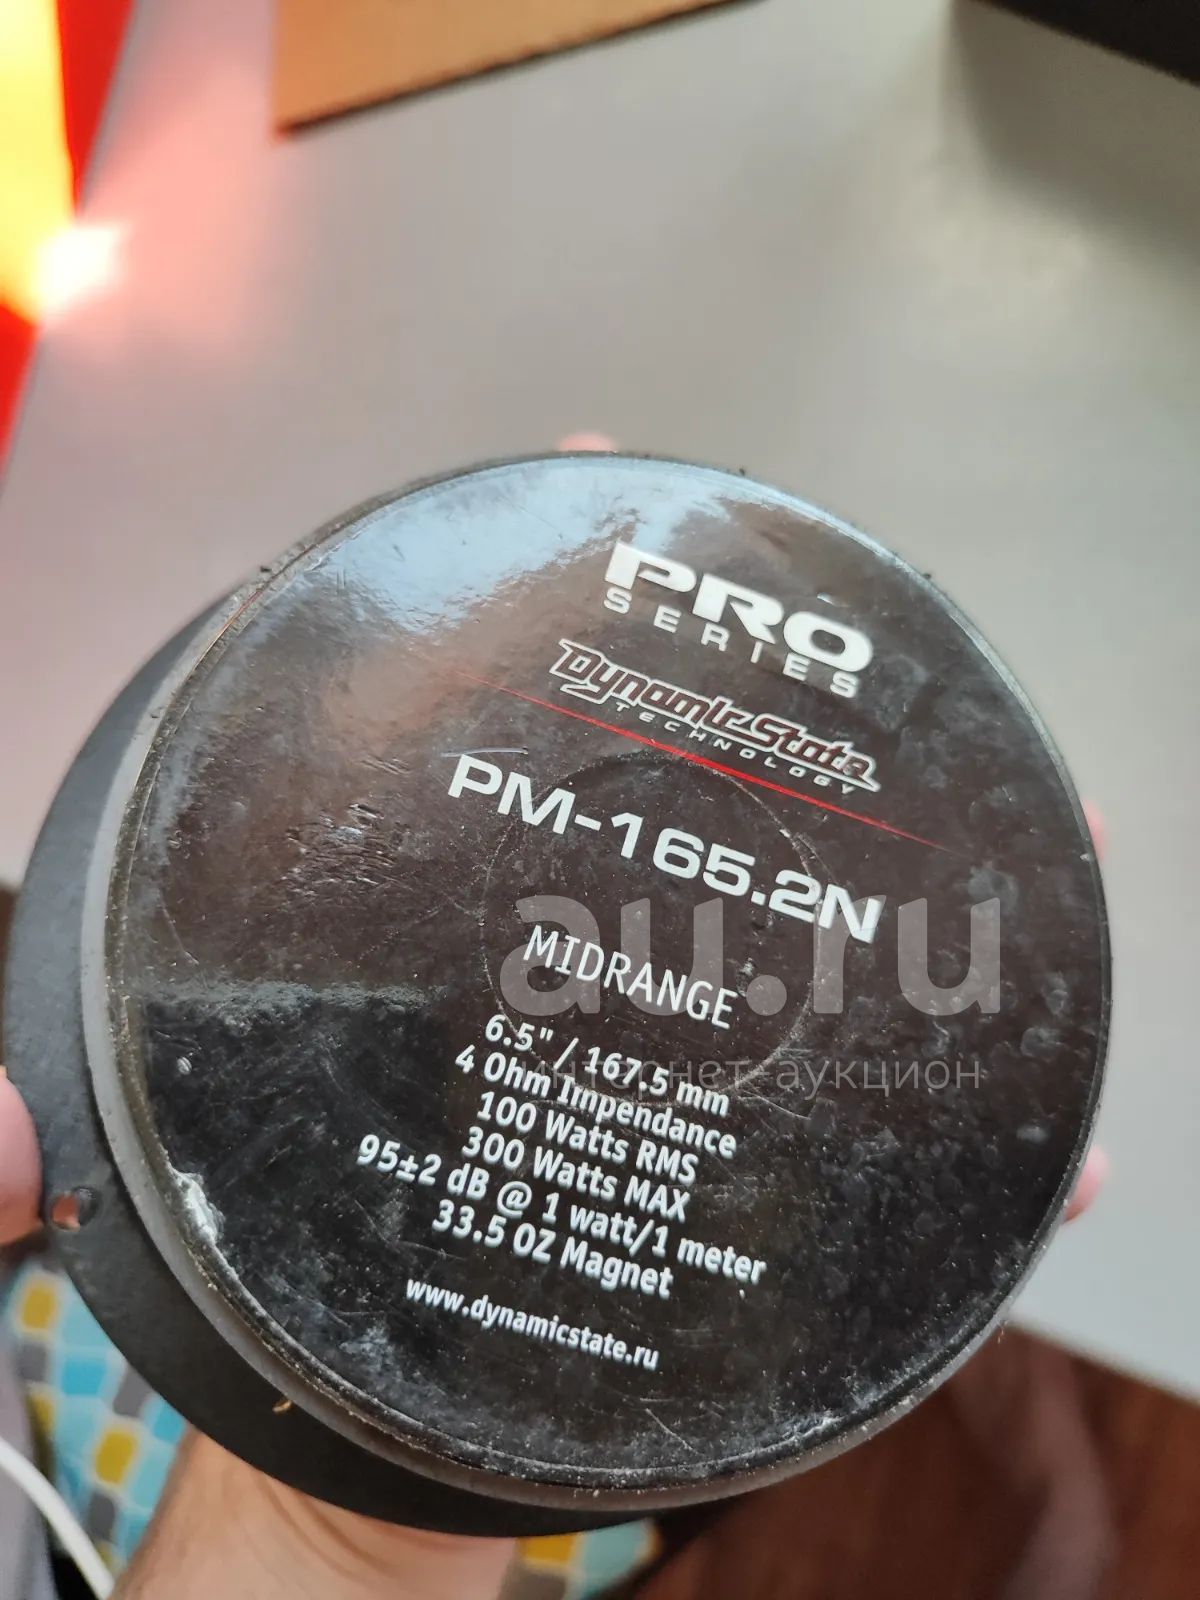 PRO
SERIES
Dynamic State
TECHNOLOGY
PM-165.2N
MIDRANGE
6.5" / 167.5 mm
4 Ohm Impendance
100 Watts RMS
300 Watts MAX
95±2 dB @ 1 watt/1 meter
33.5 OZ Magnet
www.dynamicstate.ru
au.ru
интернет-аукцион